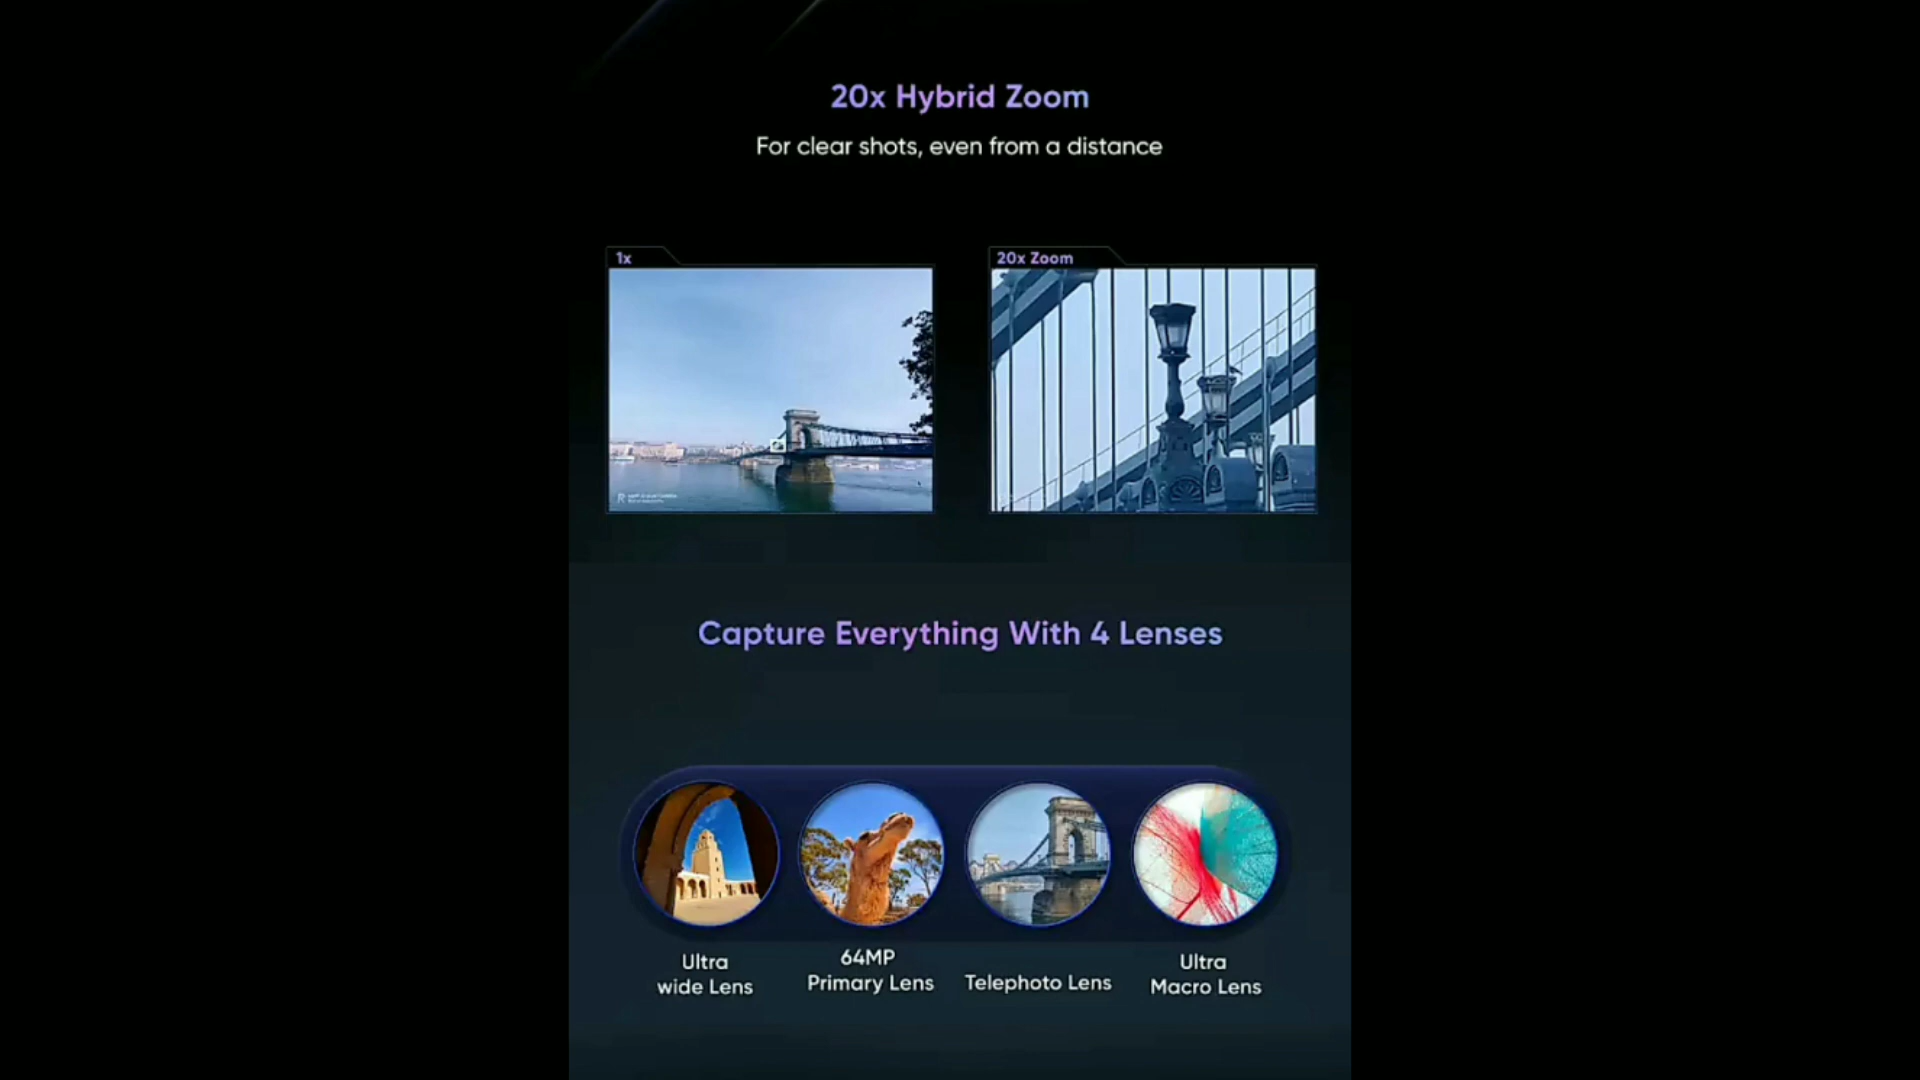 20x Hybrid Zoom
For clear shots, even from a distance
1x
20x Zoom
Capture Everything With 4 Lenses
Ultra
wide Lens
64MP
Primary Lens
Telephoto Lens
Ultra
Macro Lens